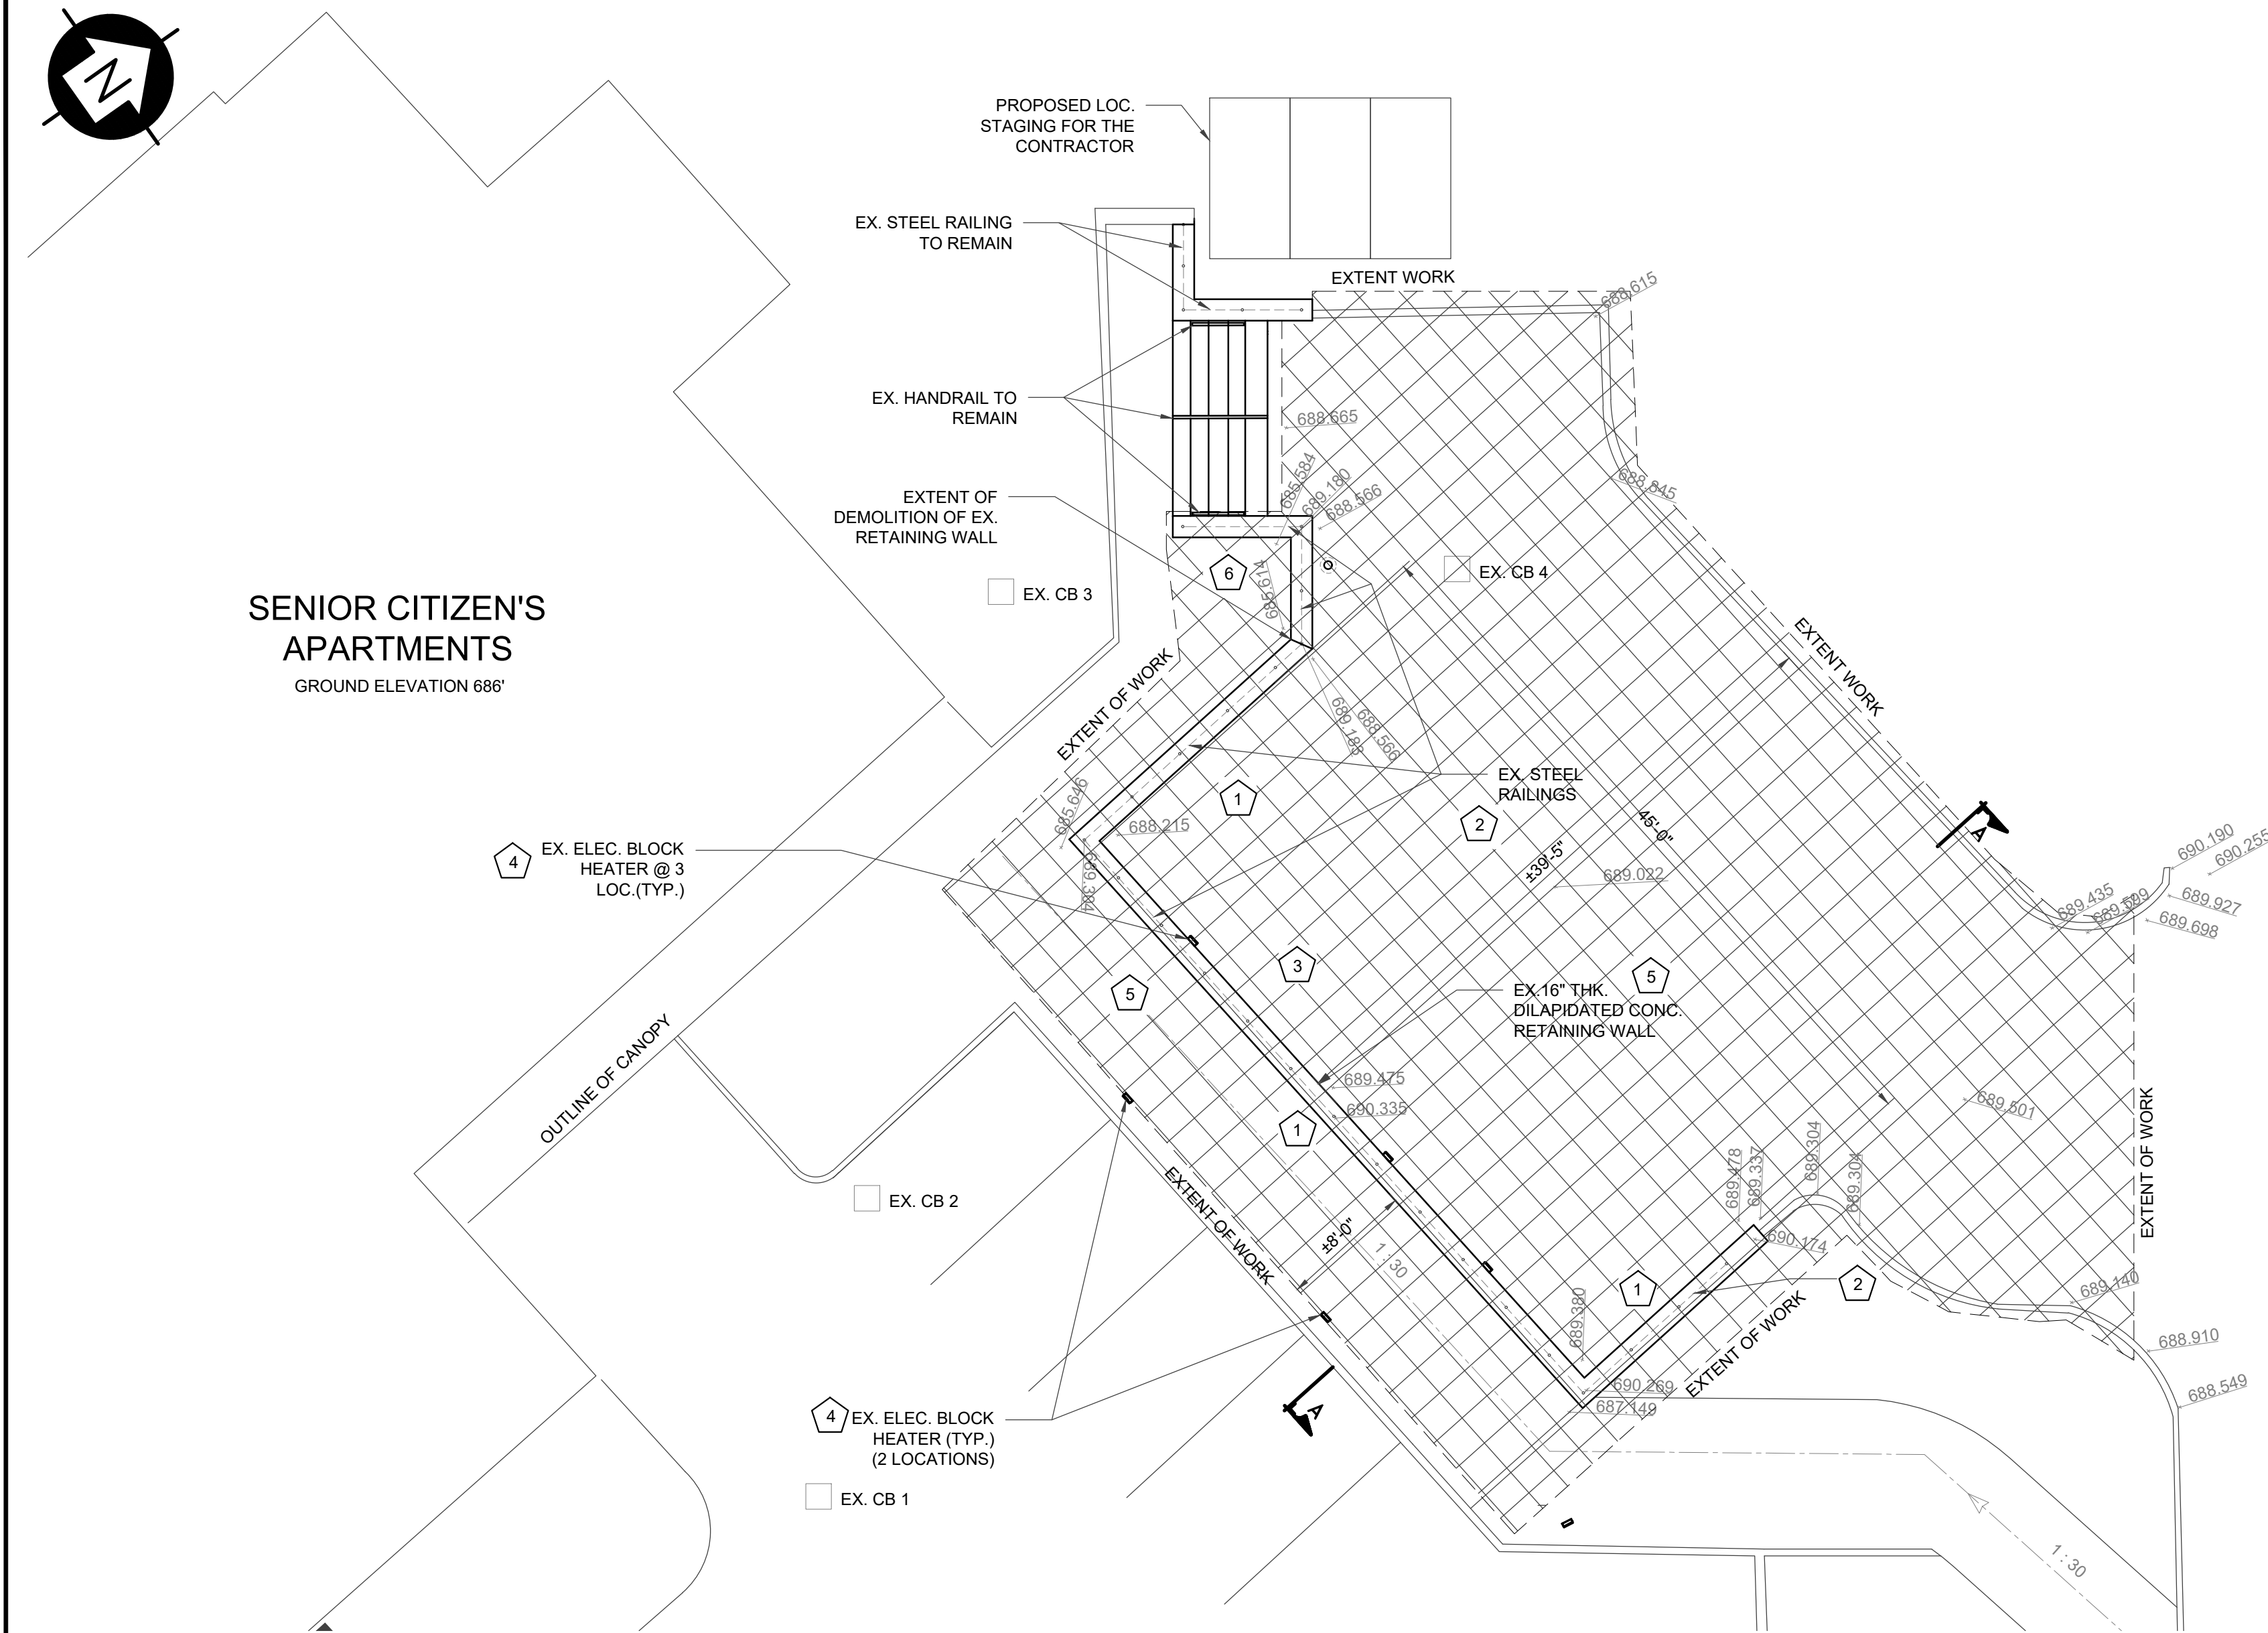 N
PROPOSED LOC.
STAGING FOR THE
CONTRACTOR
EX. STEEL RAILING
TO REMAIN
EXTENT WORK
688.615
EX. HANDRAIL TO
REMAIN
688.665
685.584
689.180
688.566
688.845
EXTENT OF
DEMOLITION OF EX.
RETAINING WALL
6
685.614
EX. CB 3
EX. CB 4
SENIOR CITIZEN'S
APARTMENTS
GROUND ELEVATION 686'
EXTENT OF WORK
EXTENT WORK
689.183
688.566
EX. STEEL
RAILINGS
1
2
45'-0"
±39'-5"
685.646
688.215
689.384
689.022
A
4
EX. ELEC. BLOCK
HEATER @ 3
LOC.(TYP.)
690.190
690.255
689.435
689.599
689.927
689.698
3
5
5
EX.16" THK.
DILAPIDATED CONC.
RETAINING WALL
OUTLINE OF CANOPY
689.475
690.335
1
689.501
689.478
689.337
689.304
689.304
EXTENT OF WORK
EX. CB 2
EXTENT OF WORK
±8'-0"
1 : 30
690.174
1
2
689.380
689.140
EXTENT OF WORK
688.910
690.269
687.149
688.549
A
4
EX. ELEC. BLOCK
HEATER (TYP.)
(2 LOCATIONS)
EX. CB 1
1 : 30